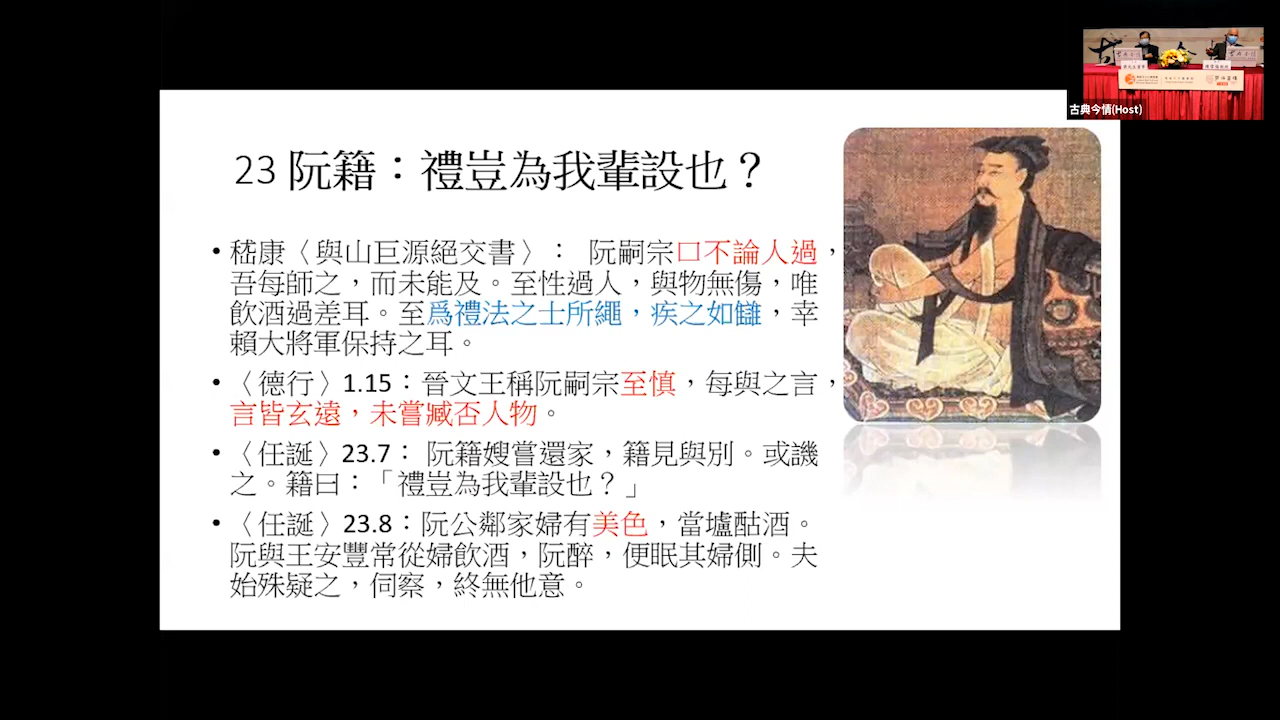 古典今情(Host)
23 阮籍：禮豈為我輩設也？
• 嵇康〈與山巨源絕交書〉： 阮嗣宗口不論人過，
吾每師之，而未能及。至性過人，與物無傷，唯
飲酒過差耳。至爲禮法之士所繩，疾之如讎，幸
賴大將軍保持之耳。
• 〈德行〉1.15：晉文王稱阮嗣宗至慎，每與之言，
言皆玄遠，未嘗臧否人物。
• 〈任誕〉23.7： 阮籍嫂嘗還家，籍見與別。或譏
之。籍曰：「禮豈為我輩設也？」
• 〈任誕〉23.8：阮公鄰家婦有美色，當壚酤酒。
阮與王安豐常從婦飲酒，阮醉，便眠其婦側。夫
始殊疑之，伺察，終無他意。